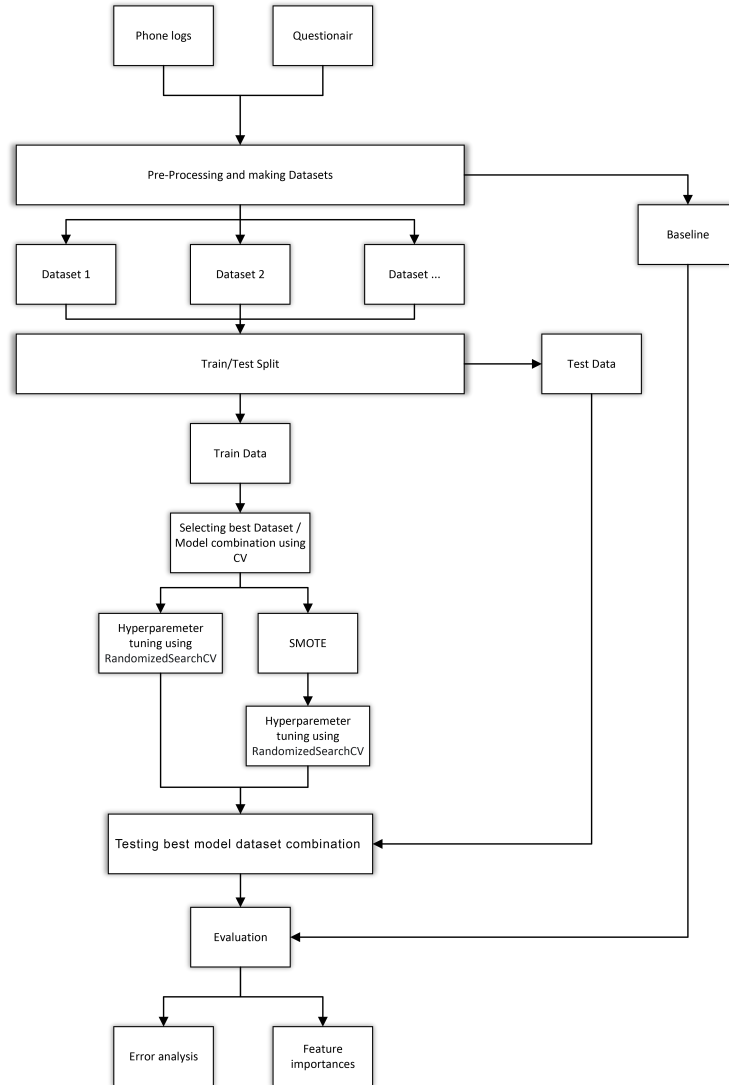 Phone logs
Questionair
Pre-Processing and making Datasets
Baseline
Dataset 1
Dataset 2
Dataset ...
Train/Test Split
Test Data
Train Data
Selecting best Dataset /
Model combination using
CV
Hyperparemeter
tuning using
RandomizedSearchCV
SMOTE
Hyperparemeter
tuning using
RandomizedSearchCV
Testing best model dataset combination
Evaluation
Error analysis
Feature
importances